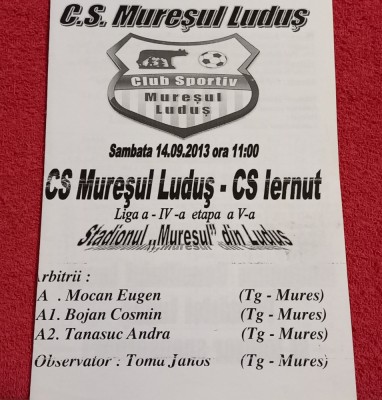 C.S. Mureşul Luduş
Club Sportiv
Mureşul
Luduş
Sambata 14.09.2013 ora 11:00
CS Mureşul Luduş - CS Iernut
Liga a - IV -a etapa a V-a
Stadionul „Muresul” din Luduş
Arbitrii :
A . Mocan Eugen (Tg - Mures)
A1. Bojan Cosmin (Tg - Mures)
A2. Tanasuc Andra (Tg - Mures)
Observator : Toma Janos (Tg - Mures)